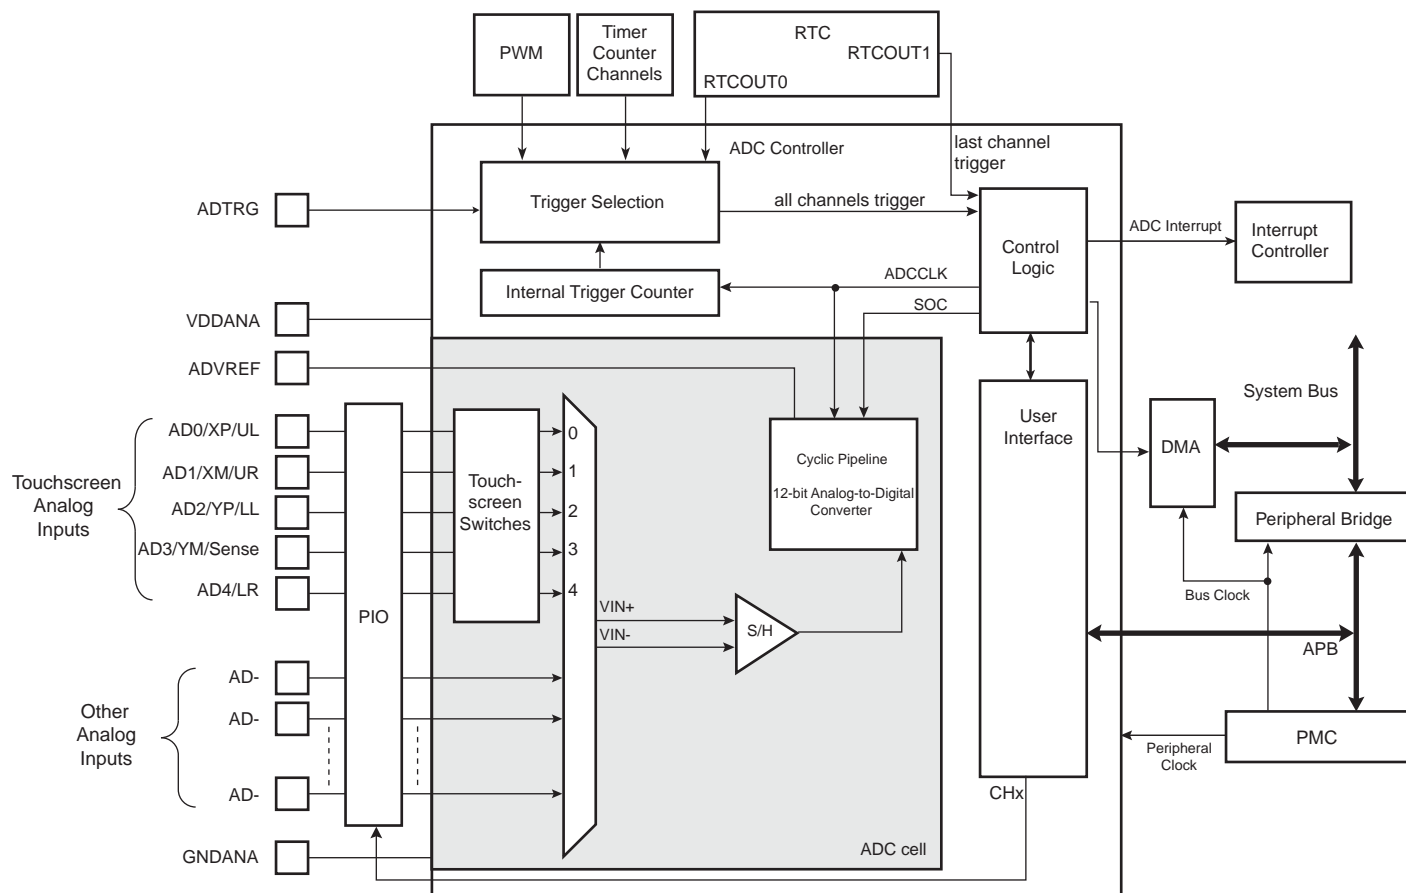 PWM
Timer
Counter
Channels
RTC
RTCOUT1
RTCOUT0
ADC Controller
last channel
trigger
ADTRG
Trigger Selection
all channels trigger
Control
Logic
ADC Interrupt
Interrupt
Controller
Internal Trigger Counter
ADCCLK
SOC
VDDANA
ADVREF
System Bus
Touchscreen
Analog
Inputs
AD0/XP/UL
AD1/XM/UR
AD2/YP/LL
AD3/YM/Sense
AD4/LR
PIO
Touch-
screen
Switches
0
1
2
3
4
Cyclic Pipeline
12-bit Analog-to-Digital
Converter
User
Interface
DMA
Peripheral Bridge
Bus Clock
VIN+
VIN-
S/H
APB
Other
Analog
Inputs
AD-
AD-
AD-
PMC
Peripheral
Clock
CHx
GNDANA
ADC cell